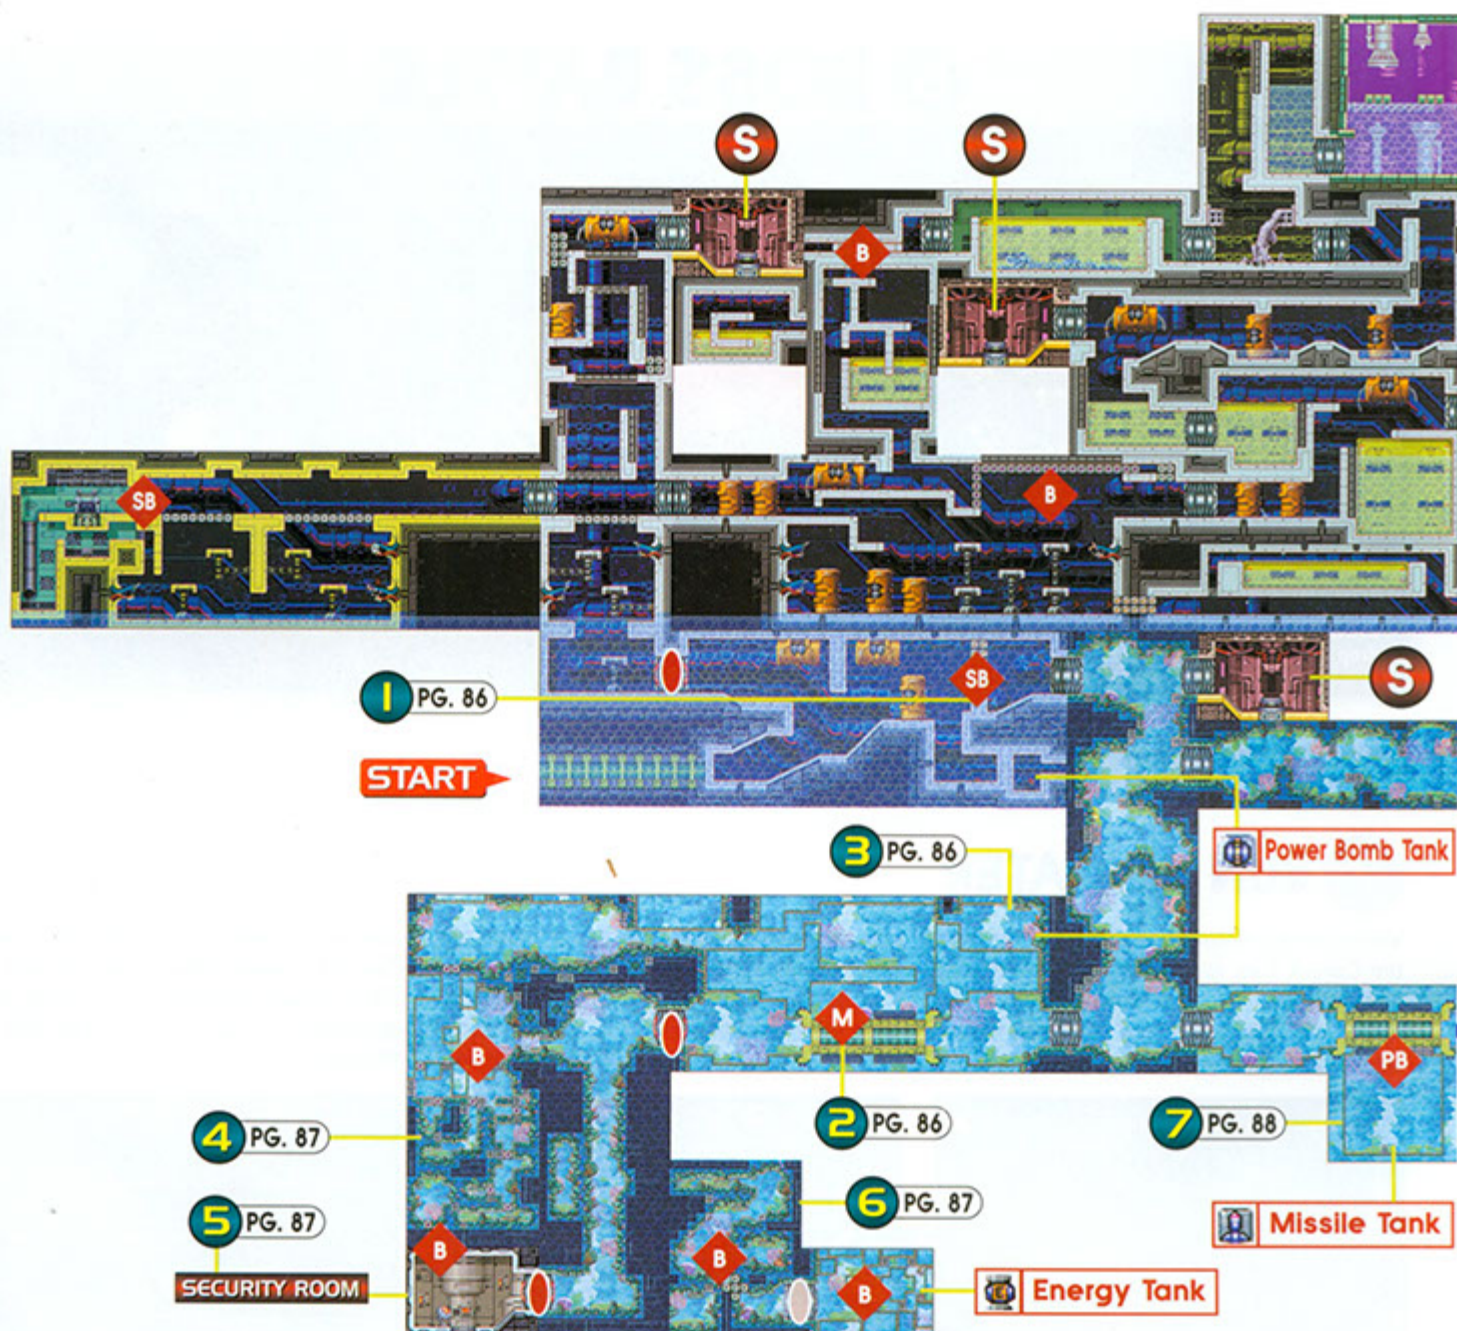 S
S
B
SB
B
1 PG. 86
SB
S
START
3 PG. 86
Power Bomb Tank
M
B
PB
4 PG. 87
2 PG. 86
7 PG. 88
5 PG. 87
6 PG. 87
Missile Tank
B
B
SECURITY ROOM
B
Energy Tank